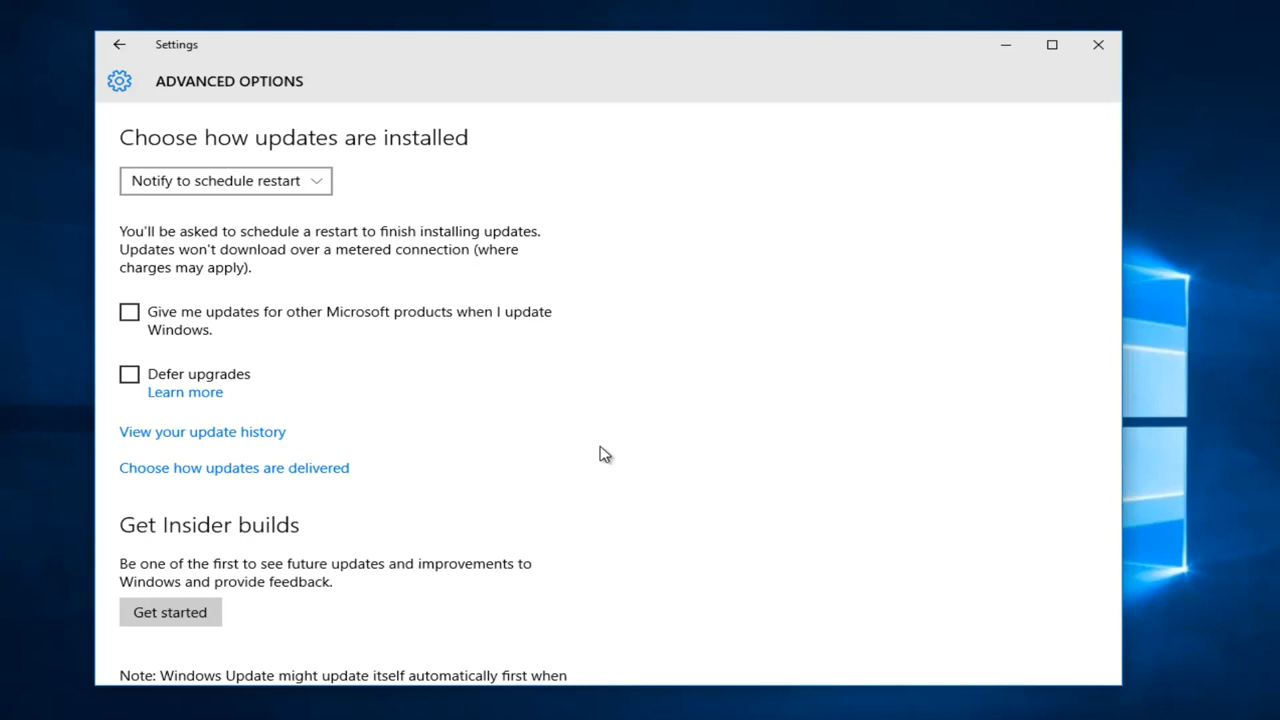 Settings
ADVANCED OPTIONS
Choose how updates are installed
Notify to schedule restart
You'll be asked to schedule a restart to finish installing updates.
Updates won't download over a metered connection (where
charges may apply).
Give me updates for other Microsoft products when I update
Windows.
Defer upgrades
Learn more
View your update history
Choose how updates are delivered
Get Insider builds
Be one of the first to see future updates and improvements to
Windows and provide feedback.
Get started
Note: Windows Update might update itself automatically first when